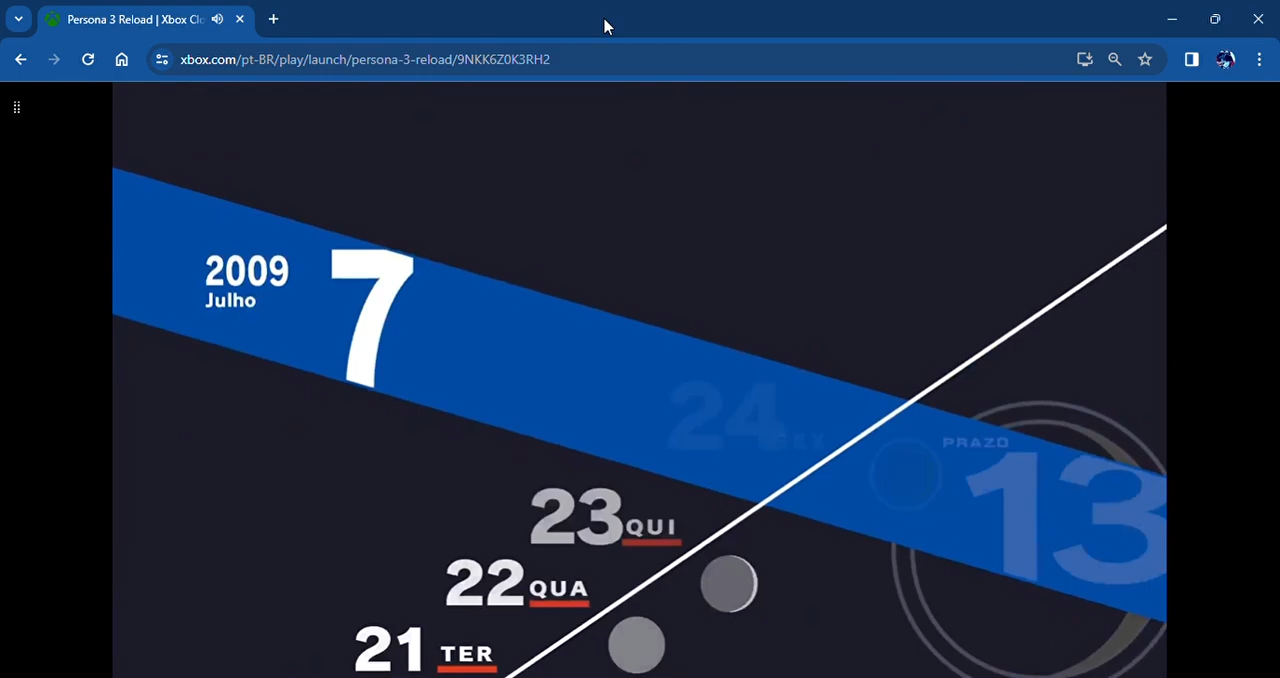 Persona 3 Reload | Xbox Clo
xbox.com/pt-BR/play/launch/persona-3-reload/9NKK6Z0K3RH2
2009
Julho
7
24
PRAZO
13
23 QUI
22 QUA
21 TER